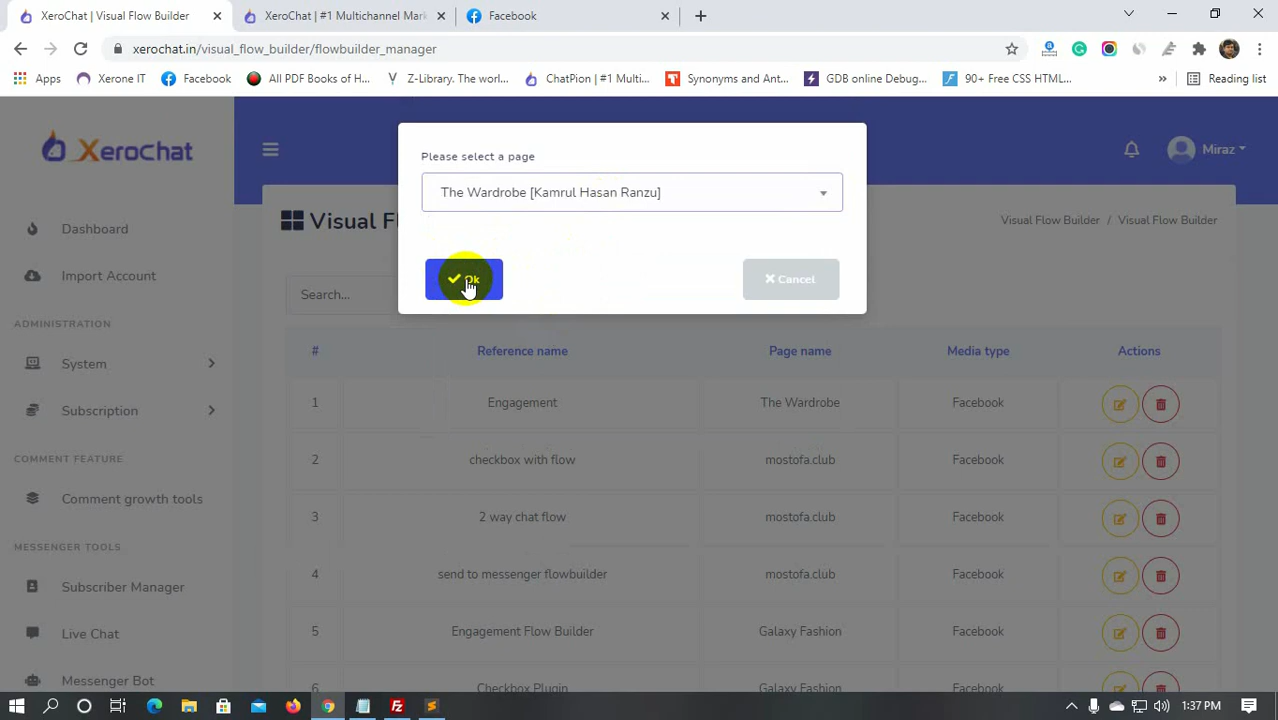 XeroChat | Visual Flow Builder
XeroChat | #1 Multichannel Mark
Facebook
xerochat.in/visual_flow_builder/flowbuilder_manager
Apps
Xerone IT
Facebook
All PDF Books of H...
Z-Library. The worl...
ChatPion | #1 Multi...
Synonyms and Ant...
GDB online Debug...
90+ Free CSS HTML...
»
Reading list
XeroChat
Miraz
Please select a page
The Wardrobe [Kamrul Hasan Ranzu]
Ok
Cancel
Visual Fl
Visual Flow Builder / Visual Flow Builder
Search...
Dashboard
Import Account
ADMINISTRATION
System
Subscription
COMMENT FEATURE
Comment growth tools
MESSENGER TOOLS
Subscriber Manager
Live Chat
Messenger Bot
# Reference name Page name Media type Actions
1 Engagement The Wardrobe Facebook
2 checkbox with flow mostofa.club Facebook
3 2 way chat flow mostofa.club Facebook
4 send to messenger flowbuilder mostofa.club Facebook
5 Engagement Flow Builder Galaxy Fashion Facebook
6 Checkbox Plugin Galaxy Fashion Facebook
1:37 PM